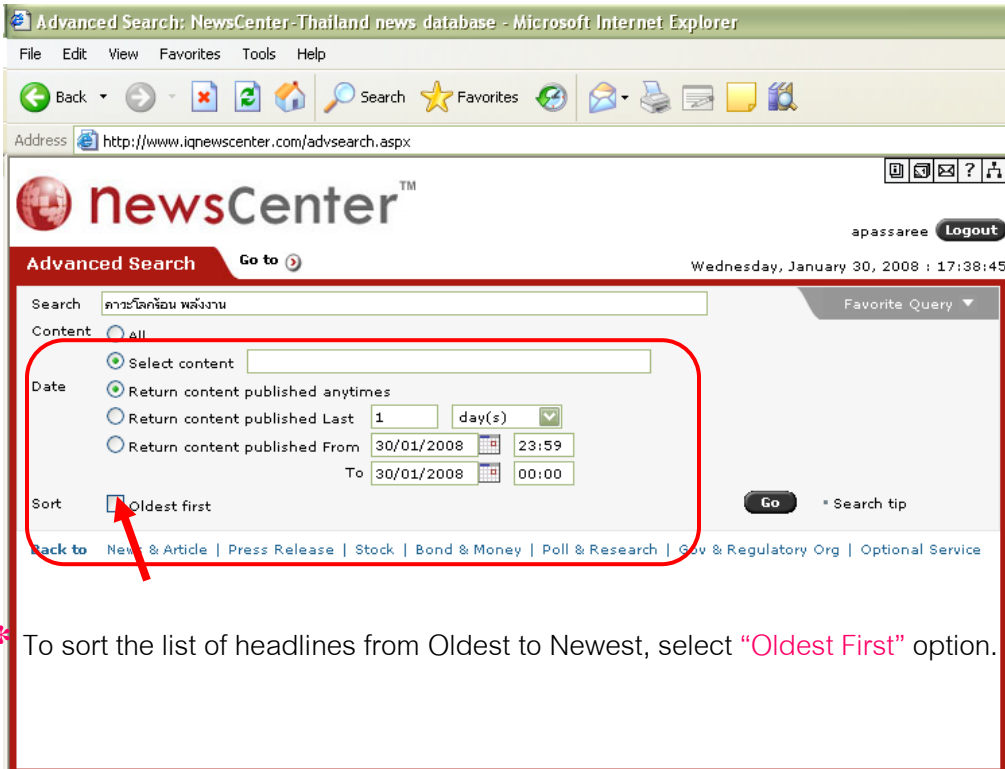 Advanced Search: NewsCenter-Thailand news database - Microsoft Internet Explorer
File Edit View Favorites Tools Help
Back Search Favorites
Address http://www.iqnewscenter.com/advsearch.aspx
newsCenter™
apassaree Logout
Advanced Search Go to Wednesday, January 30, 2008 : 17:38:45
Search ภาวะโลกร้อน พลังงาน Favorite Query
Content All
Select content
Date Return content published anytimes
Return content published Last 1 day(s)
Return content published From 30/01/2008 23:59
To 30/01/2008 00:00
Sort Oldest first Go Search tip
Back to News & Article | Press Release | Stock | Bond & Money | Poll & Research | Gov & Regulatory Org | Optional Service
* To sort the list of headlines from Oldest to Newest, select “Oldest First” option.